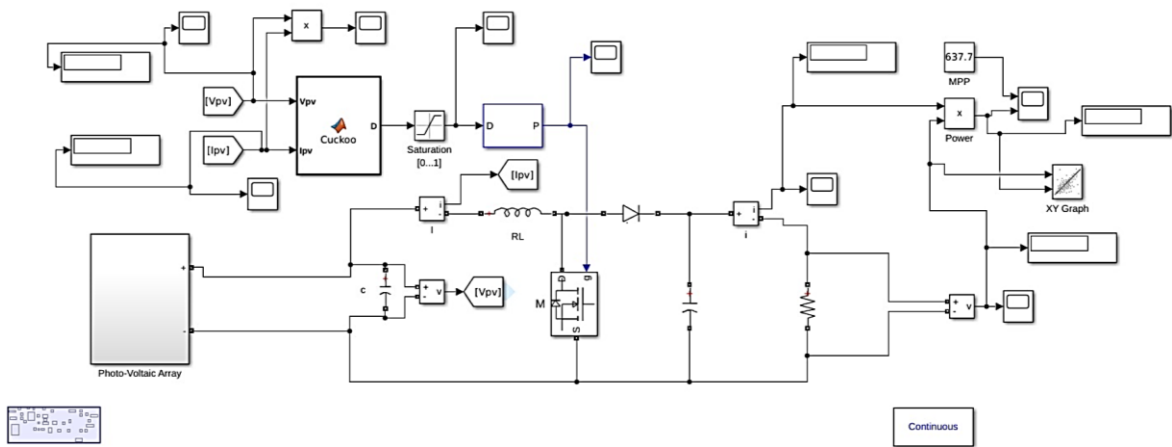 x
637.7
MPP
[Vpv]
Vpv
Cuckoo
D
[Ipv]
Ipv
Saturation
[0...1]
D
P
x
Power
XY Graph
[Ipv]
+
-
i
I
RL
+
-
i
i
Photo-Voltaic Array
+
-
c
+
-
v
[Vpv]
M
D
g
S
+
-
v
Continuous